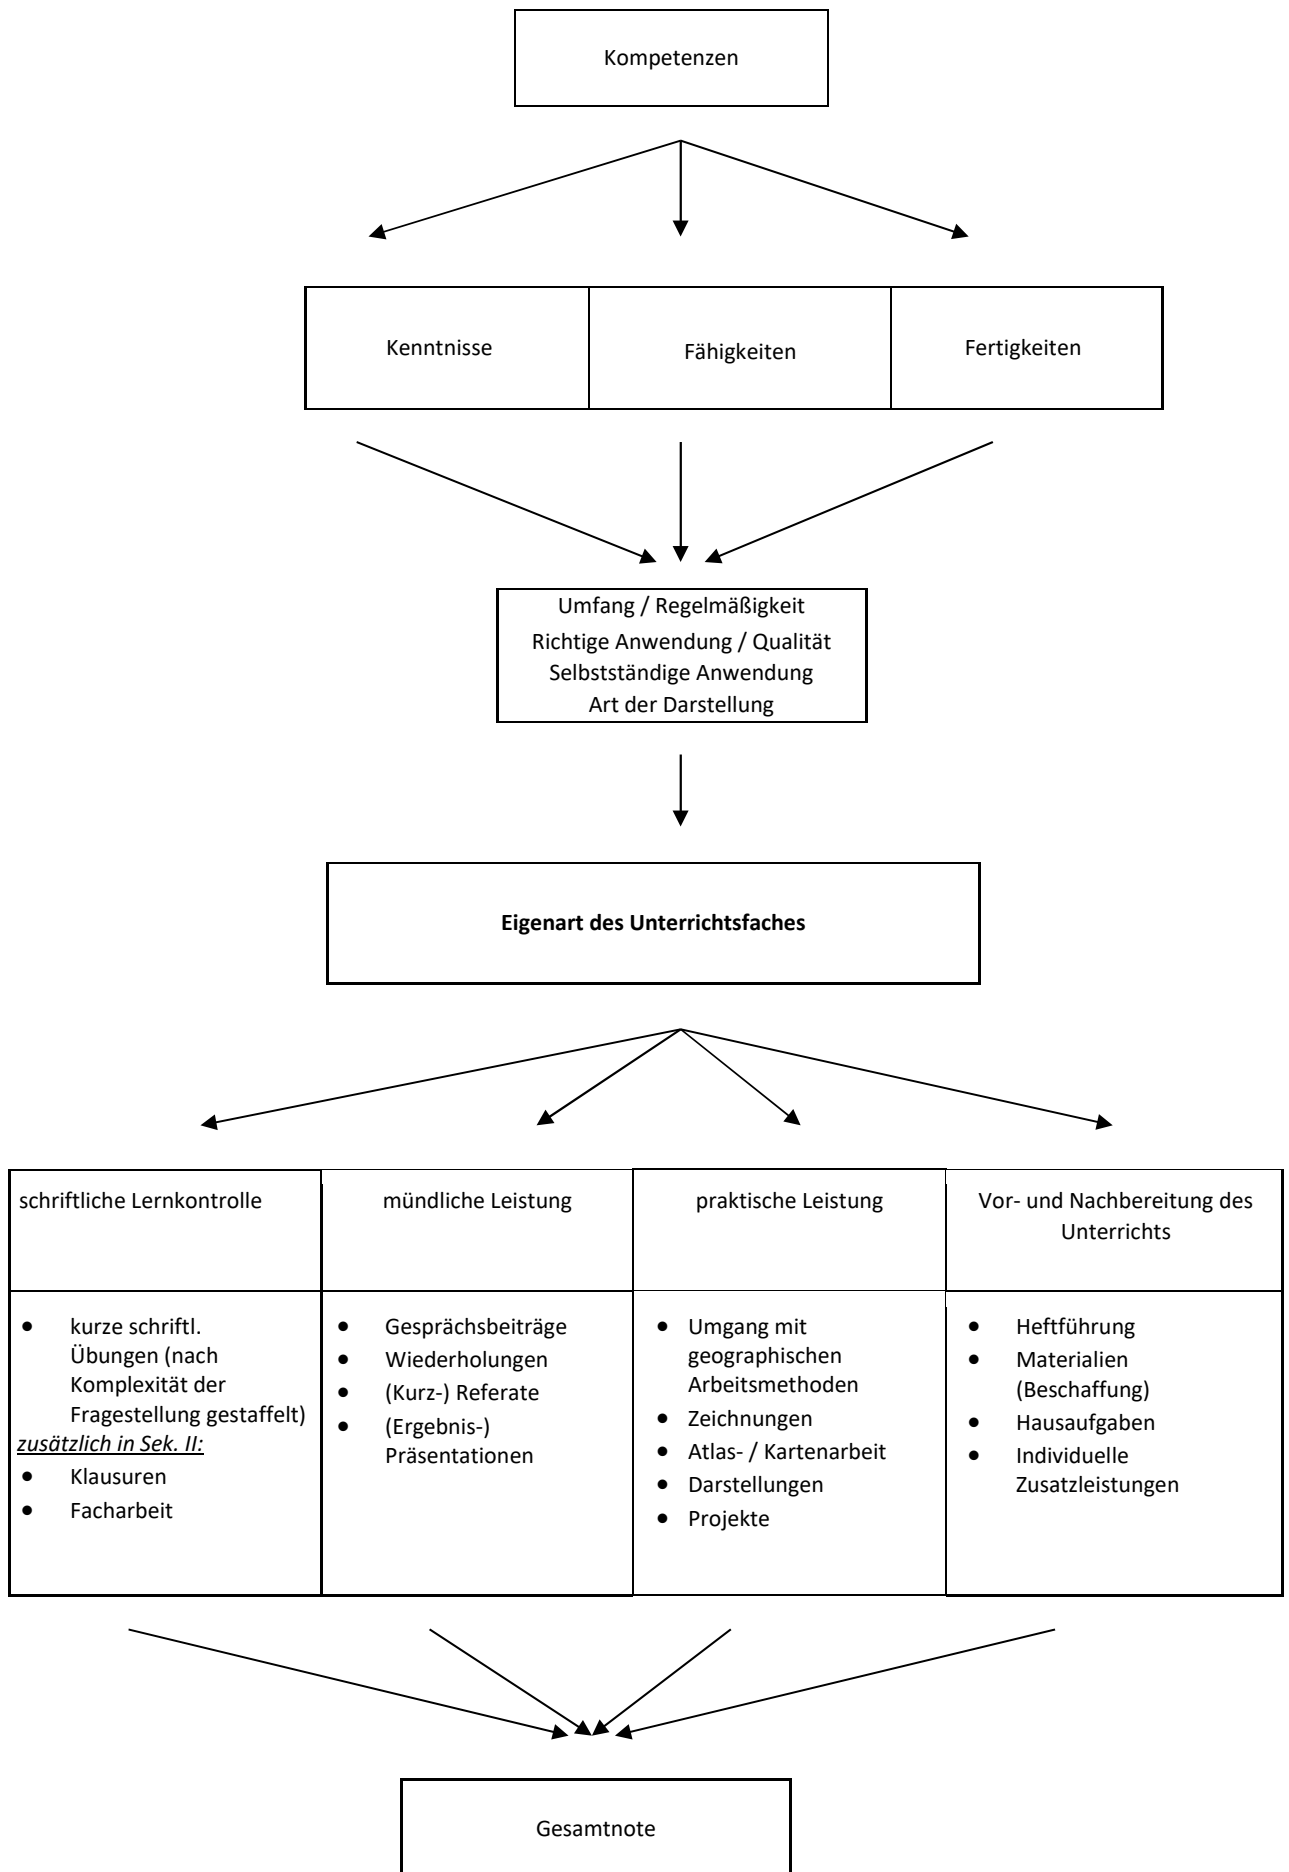 Kompetenzen
Kenntnisse
Fähigkeiten
Fertigkeiten
Umfang / Regelmäßigkeit
Richtige Anwendung / Qualität
Selbstständige Anwendung
Art der Darstellung
Eigenart des Unterrichtsfaches
schriftliche Lernkontrolle
mündliche Leistung
praktische Leistung
Vor- und Nachbereitung des
Unterrichts
• kurze schriftl.
Übungen (nach
Komplexität der
Fragestellung gestaffelt)
zusätzlich in Sek. II:
• Klausuren
• Facharbeit
• Gesprächsbeiträge
• Wiederholungen
• (Kurz-) Referate
• (Ergebnis-)
Präsentationen
• Umgang mit
geographischen
Arbeitsmethoden
• Zeichnungen
• Atlas- / Kartenarbeit
• Darstellungen
• Projekte
• Heftführung
• Materialien
(Beschaffung)
• Hausaufgaben
• Individuelle
Zusatzleistungen
Gesamtnote